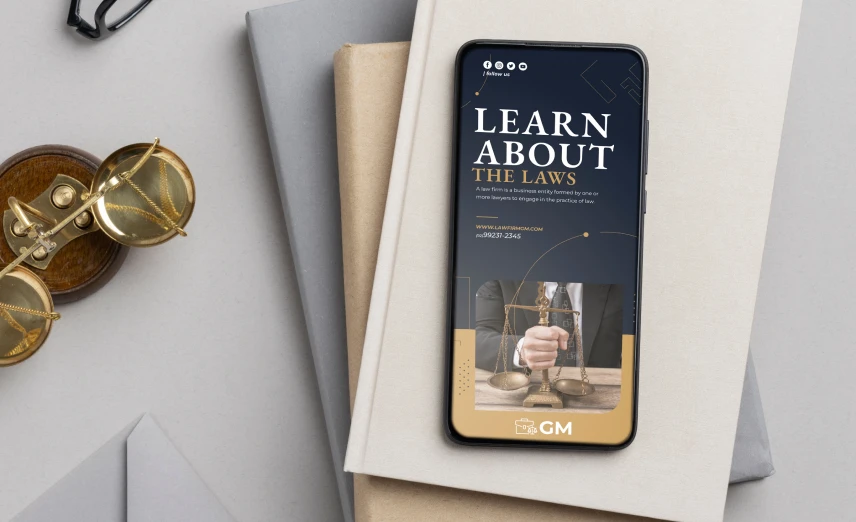 | follow us
LEARN
ABOUT
THE LAWS
A law firm is a business entity formed by one or
more lawyers to engage in the practice of law.
WWW.LAWFIRMGM.COM
99231-2345
GM